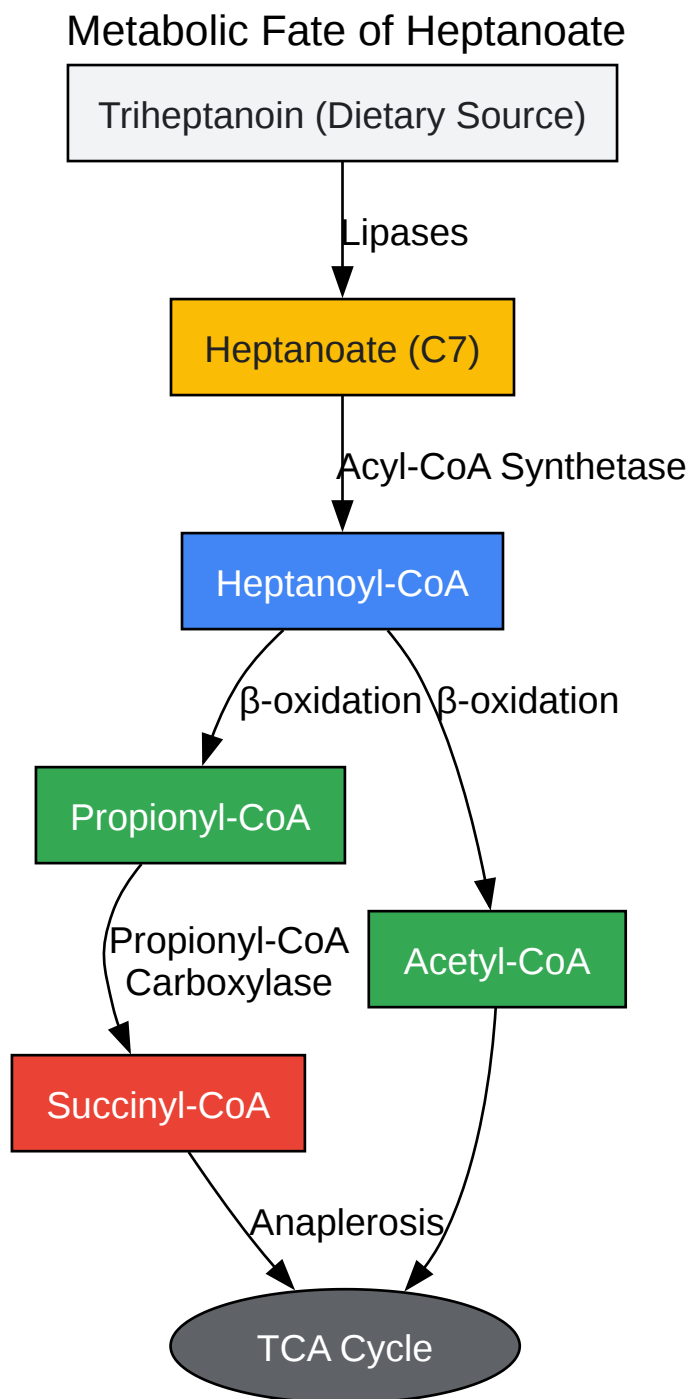 Metabolic Fate of Heptanoate
Triheptanoin (Dietary Source)
Lipases
Heptanoate (C7)
Acyl-CoA Synthetase
Heptanoyl-CoA
β-oxidation
β-oxidation
Propionyl-CoA
Propionyl-CoA
Carboxylase
Acetyl-CoA
Succinyl-CoA
Anaplerosis
TCA Cycle